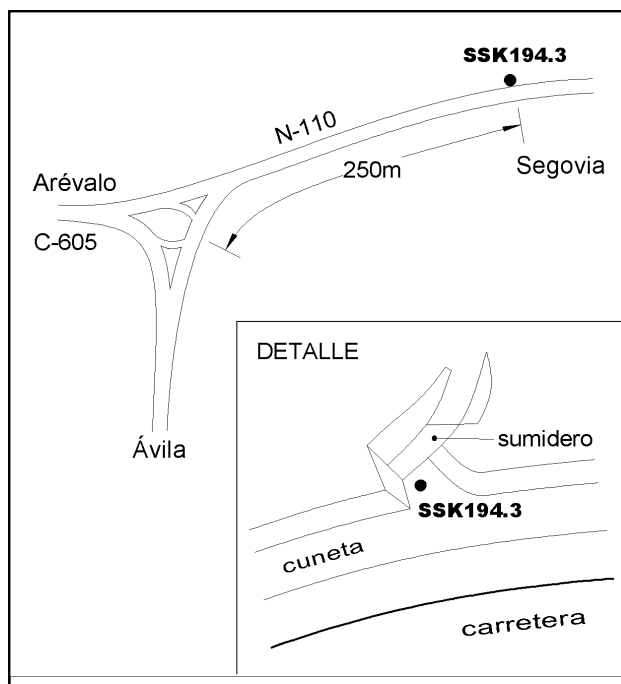 SSK194.3
N-110
250m
Segovia
Arévalo
C-605
Ávila
DETALLE
sumidero
SSK194.3
cuneta
carretera